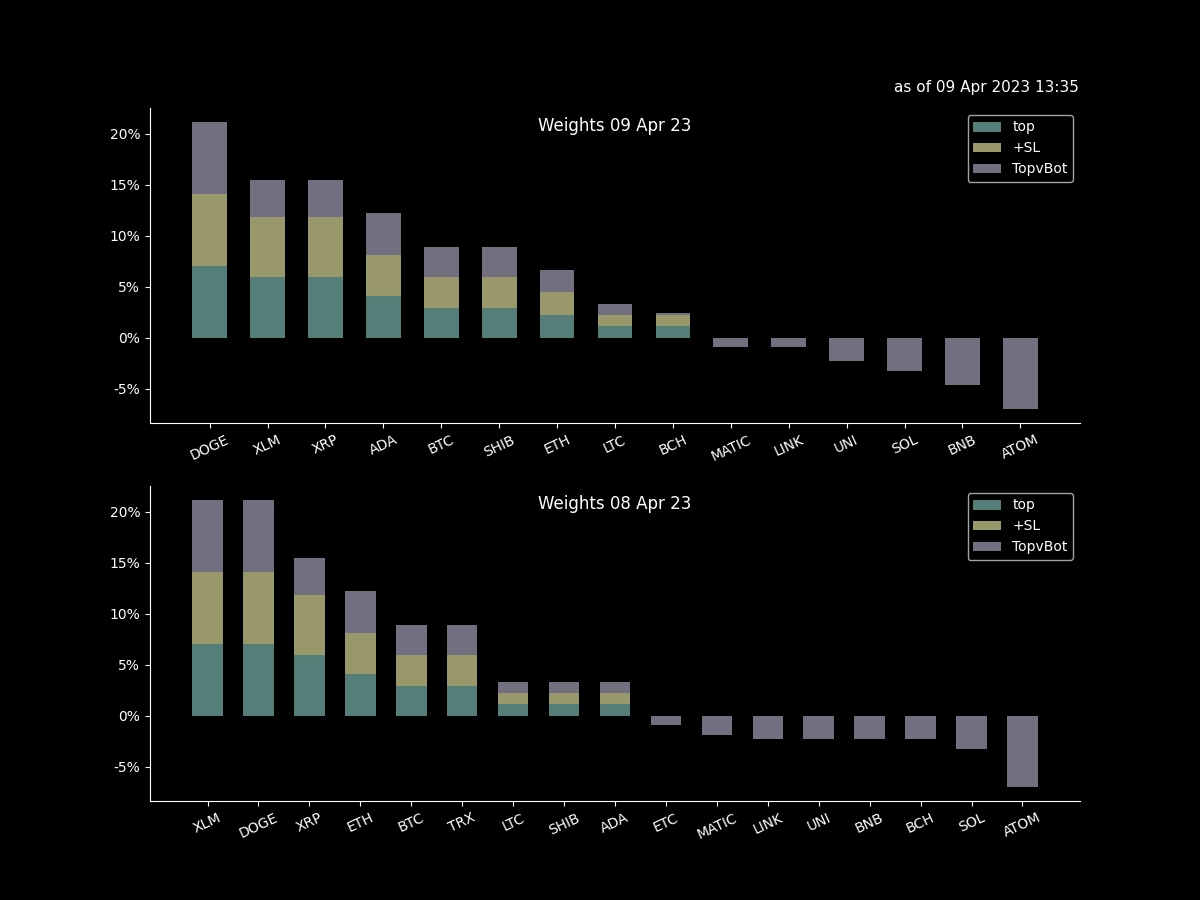 as of 09 Apr 2023 13:35
Weights 09 Apr 23
top
+SL
TopvBot
20%
15%
10%
5%
0%
-5%
DOGE XLM XRP ADA BTC SHIB ETH LTC BCH MATIC LINK UNI SOL BNB ATOM
Weights 08 Apr 23
top
+SL
TopvBot
20%
15%
10%
5%
0%
-5%
XLM DOGE XRP ETH BTC TRX LTC SHIB ADA ETC MATIC LINK UNI BNB BCH SOL ATOM